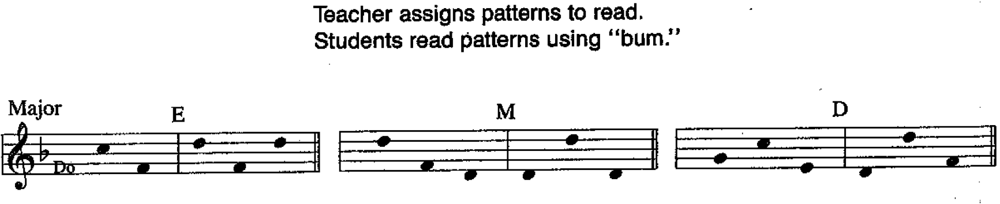 Teacher assigns patterns to read.
Students read patterns using “bum.”
Major E M D
Do